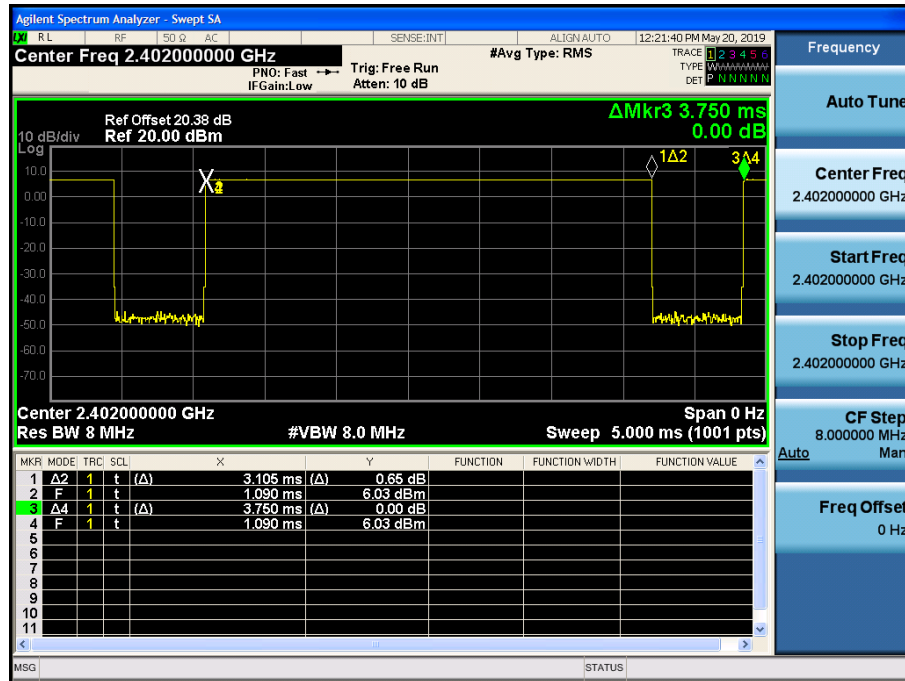 Agilent Spectrum Analyzer - Swept SA
LXI RL RF 50 Ω AC SENSE:INT ALIGN AUTO 12:21:40 PM May 20, 2019
Center Freq 2.402000000 GHz #Avg Type: RMS TRACE 1 2 3 4 5 6
PNO: Fast Trig: Free Run TYPE WWWWWW
IFGain:Low Atten: 10 dB DET P N N N N N
ΔMkr3 3.750 ms
0.00 dB
Ref Offset 20.38 dB
10 dB/div Ref 20.00 dBm
Log
1Δ2 3Δ4
10.0
0.00
-10.0
-20.0
-30.0
-40.0
-50.0
-60.0
-70.0
Center 2.402000000 GHz Span 0 Hz
Res BW 8 MHz #VBW 8.0 MHz Sweep 5.000 ms (1001 pts)
MKR MODE TRC SCL X Y FUNCTION FUNCTION WIDTH FUNCTION VALUE
1 Δ2 1 t (Δ) 3.105 ms (Δ) 0.65 dB
2 F 1 t 1.090 ms 6.03 dBm
3 Δ4 1 t (Δ) 3.750 ms (Δ) 0.00 dB
4 F 1 t 1.090 ms 6.03 dBm
5
6
7
8
9
10
11
MSG STATUS
Frequency
Auto Tune
Center Freq
2.402000000 GHz
Start Freq
2.402000000 GHz
Stop Freq
2.402000000 GHz
CF Step
8.000000 MHz
Auto Man
Freq Offset
0 Hz